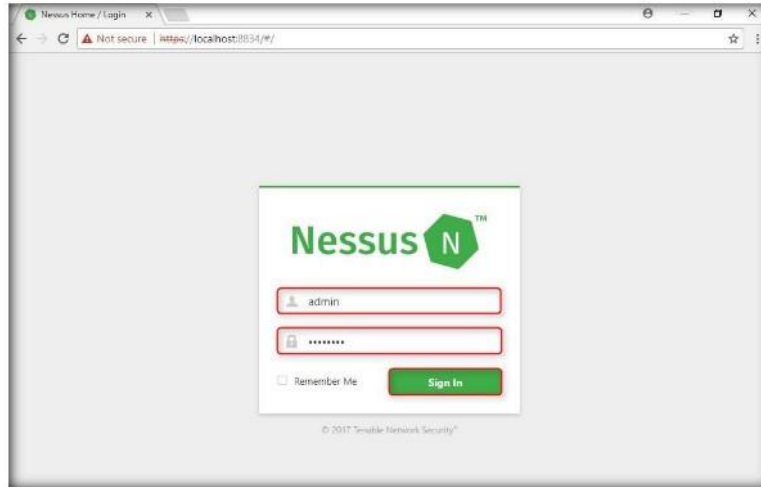 Nessus Home / Login
Not secure | https://localhost:8834/#/
Nessus N ™
admin
••••••••
Remember Me Sign In
© 2017 Tenable Network Security®